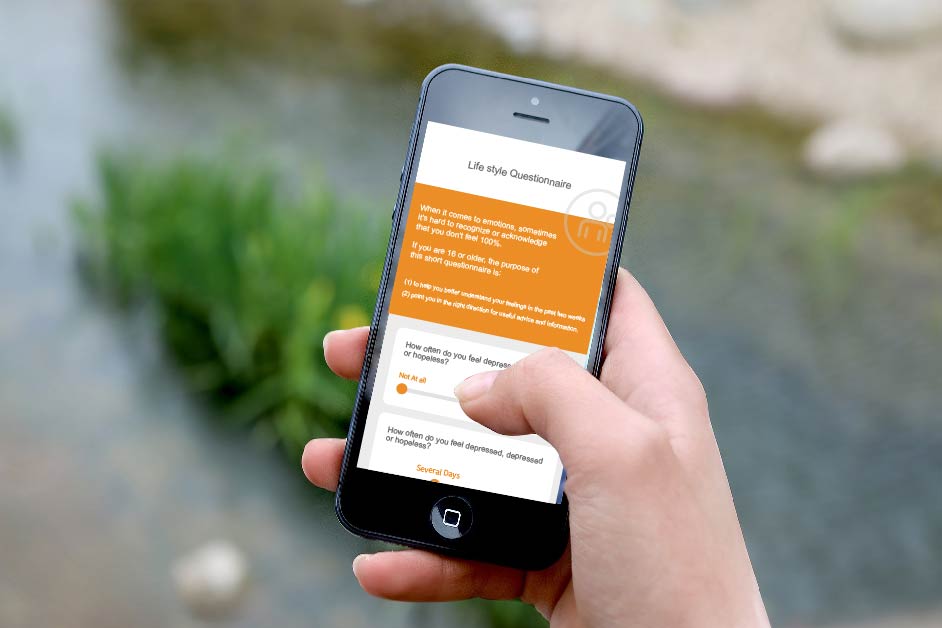 Life style Questionnaire
When it comes to emotions, sometimes
it's hard to recognize or acknowledge
that you don't feel 100%.
If you are 16 or older, the purpose of
this short questionnaire is:
(1) to help you better understand your feelings in the past two weeks
(2) point you in the right direction for useful advice and information.
How often do you feel depressed,
or hopeless?
Not At all
How often do you feel depressed, depressed
or hopeless?
Several Days